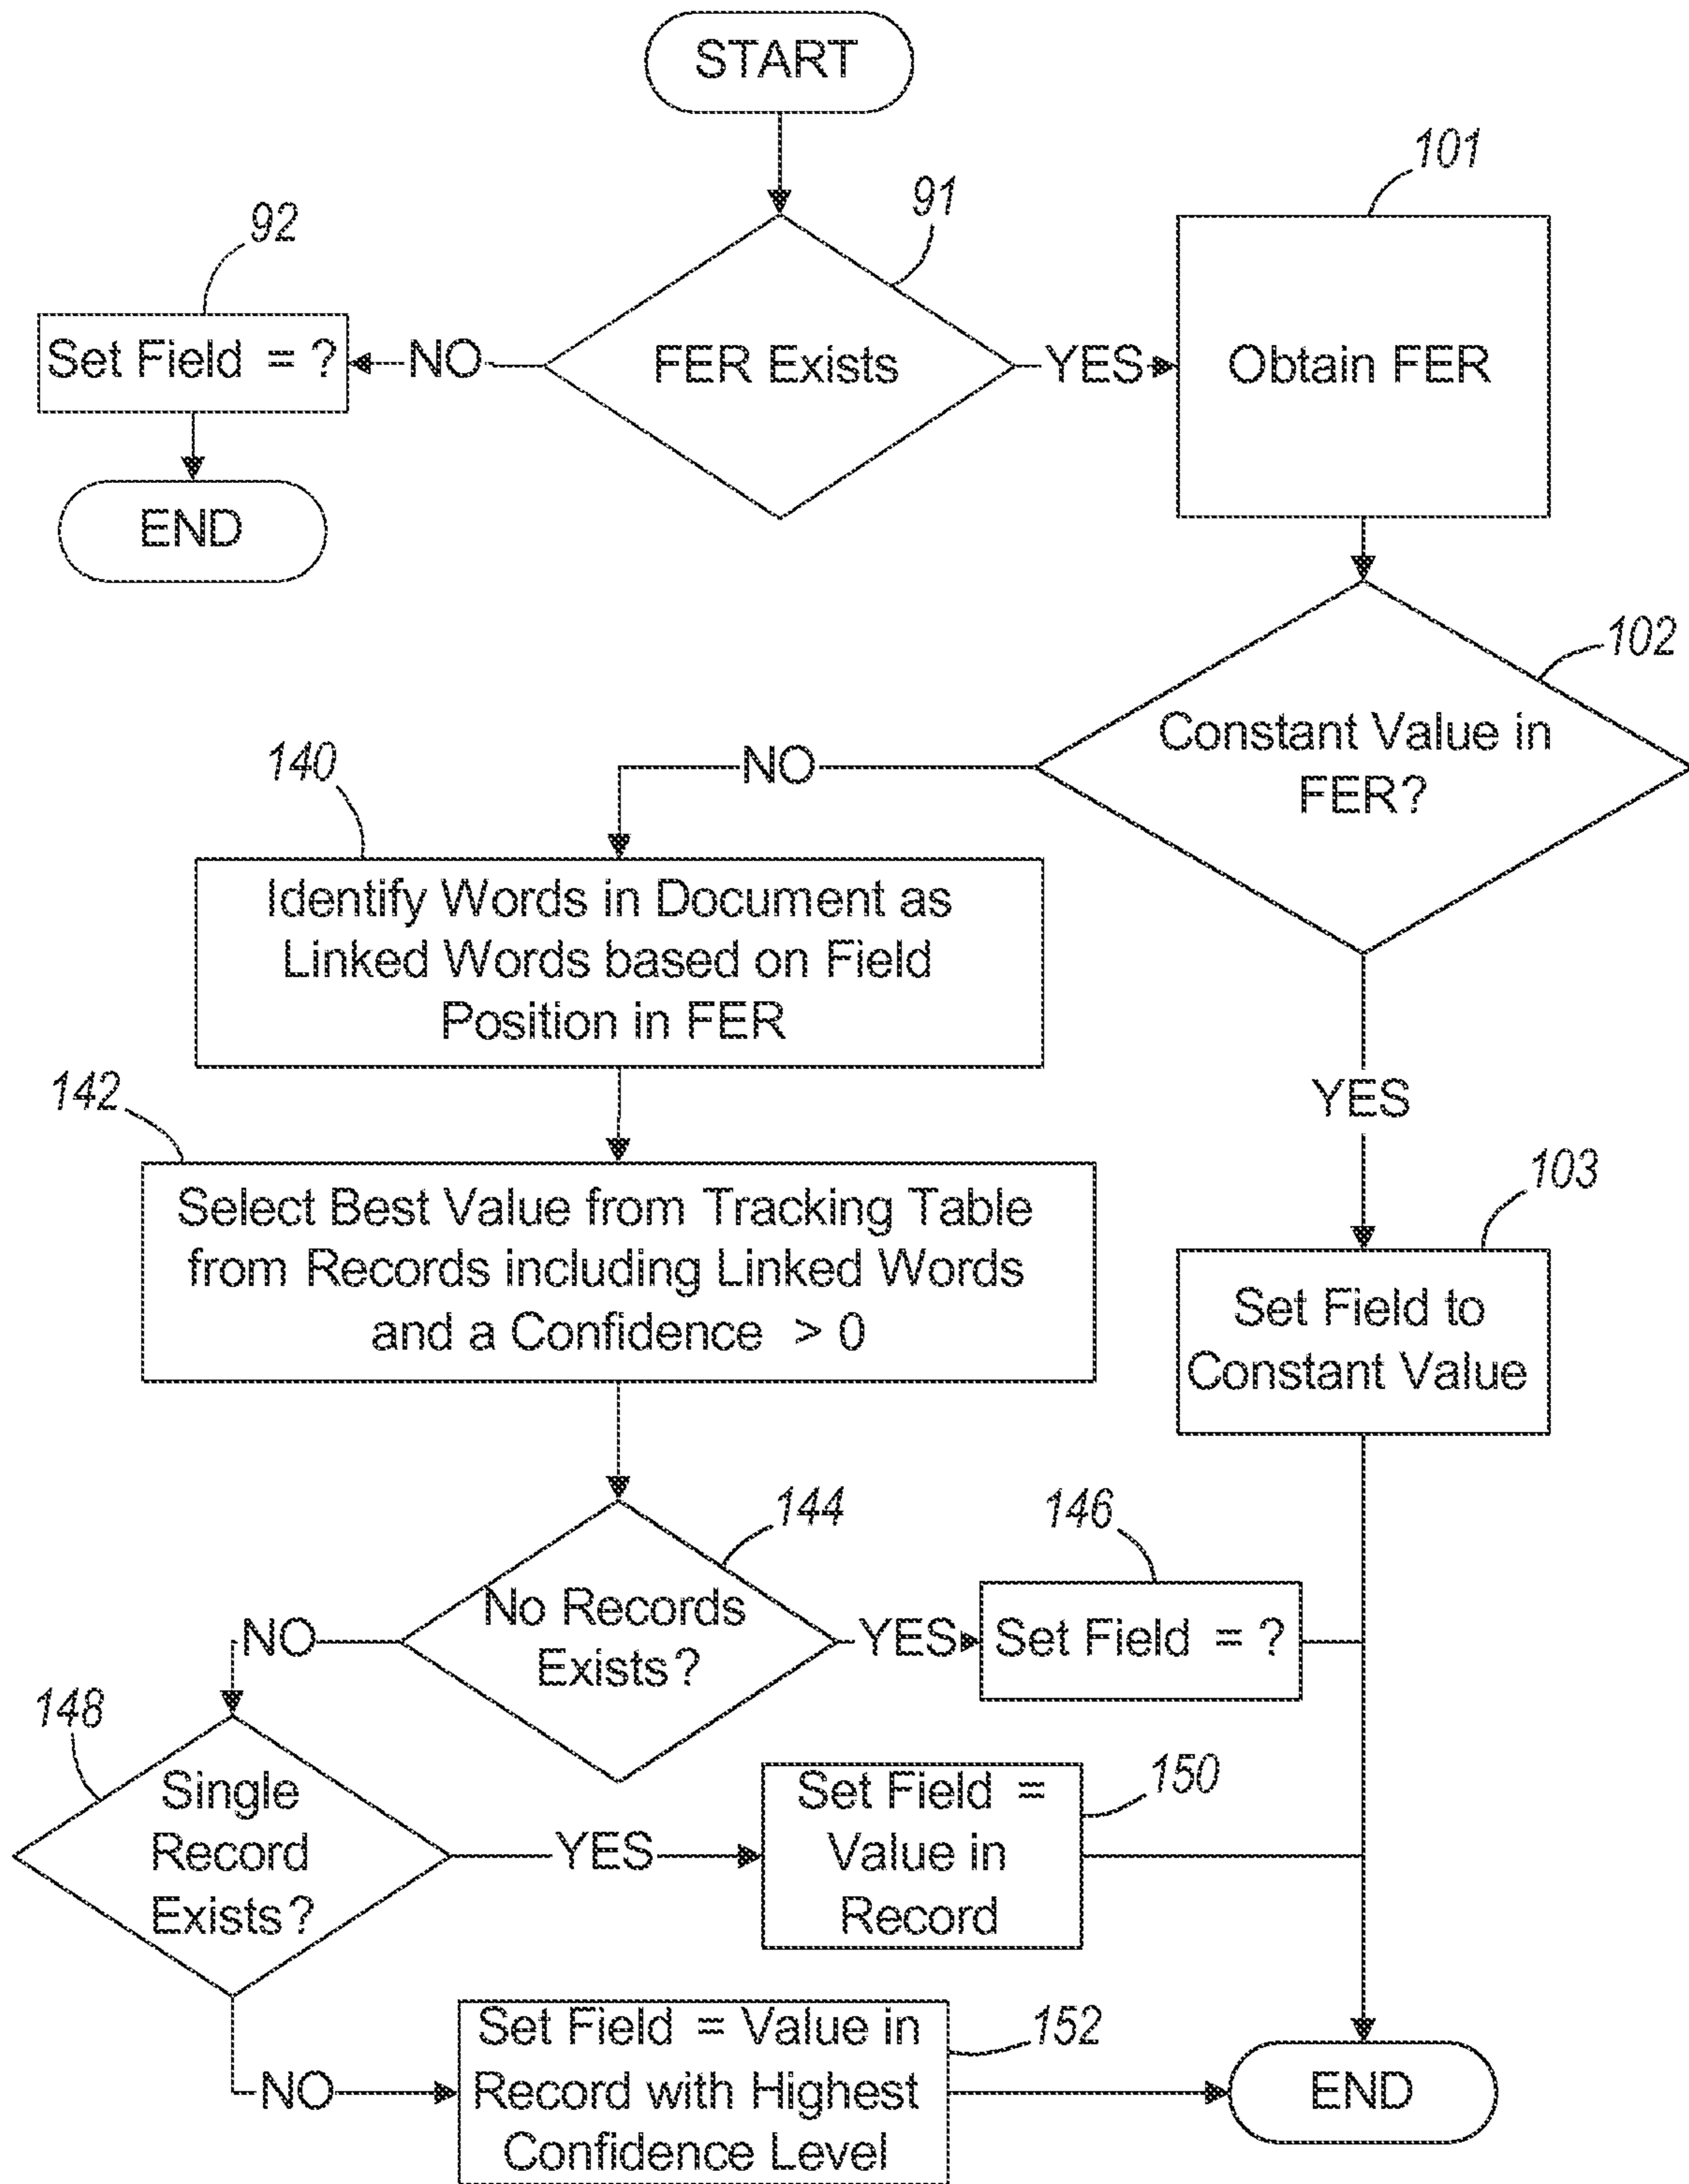 START
101
91
92
Set Field = ?
NO
FER Exists
YES
Obtain FER
END
102
Constant Value in
FER?
NO
140
Identify Words in Document as
Linked Words based on Field
Position in FER
142
YES
Select Best Value from Tracking Table
from Records including Linked Words
and a Confidence > 0
103
Set Field to
Constant Value
144
146
No Records
Exists?
NO
YES
Set Field = ?
148
Single
Record
Exists?
YES
Set Field =
Value in
Record
150
NO
Set Field = Value in
Record with Highest
Confidence Level
152
END